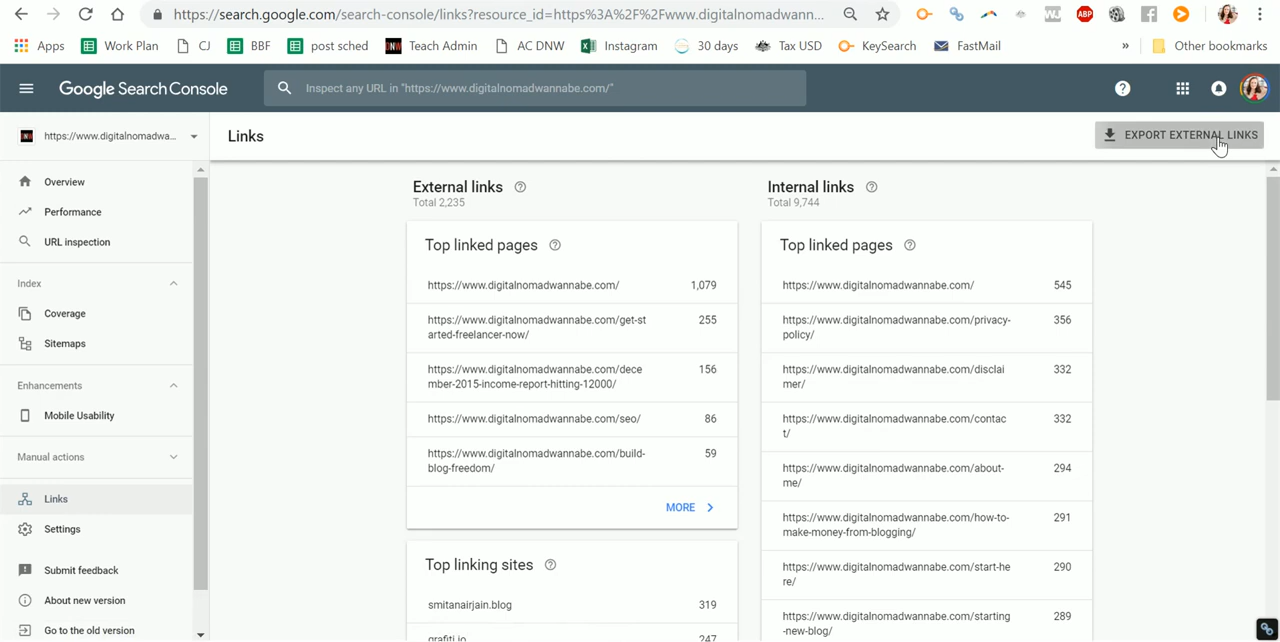 https://search.google.com/search-console/links?resource_id=https%3A%2F%2Fwww.digitalnomadwann...
Apps
Work Plan
CJ
BBF
post sched
DNW
Teach Admin
AC DNW
Instagram
30 days
Tax USD
KeySearch
FastMail
»
Other bookmarks
ABP
Google Search Console
Inspect any URL in "https://www.digitalnomadwannabe.com/"
https://www.digitalnomadwa...
Links
EXPORT EXTERNAL LINKS
Overview
Performance
URL inspection
Index
Coverage
Sitemaps
Enhancements
Mobile Usability
Manual actions
Links
Settings
Submit feedback
About new version
Go to the old version
External links
Total 2,235
Top linked pages
https://www.digitalnomadwannabe.com/ 1,079
https://www.digitalnomadwannabe.com/get-st 255
arted-freelancer-now/
https://www.digitalnomadwannabe.com/dece 156
mber-2015-income-report-hitting-12000/
https://www.digitalnomadwannabe.com/seo/ 86
https://www.digitalnomadwannabe.com/build- 59
blog-freedom/
MORE
Top linking sites
smitanairjain.blog 319
grafiti.io 247
Internal links
Total 9,744
Top linked pages
https://www.digitalnomadwannabe.com/ 545
https://www.digitalnomadwannabe.com/privacy- 356
policy/
https://www.digitalnomadwannabe.com/disclai 332
mer/
https://www.digitalnomadwannabe.com/contac 332
t/
https://www.digitalnomadwannabe.com/about- 294
me/
https://www.digitalnomadwannabe.com/how-to- 291
make-money-from-blogging/
https://www.digitalnomadwannabe.com/start-he 290
re/
https://www.digitalnomadwannabe.com/starting 289
-new-blog/